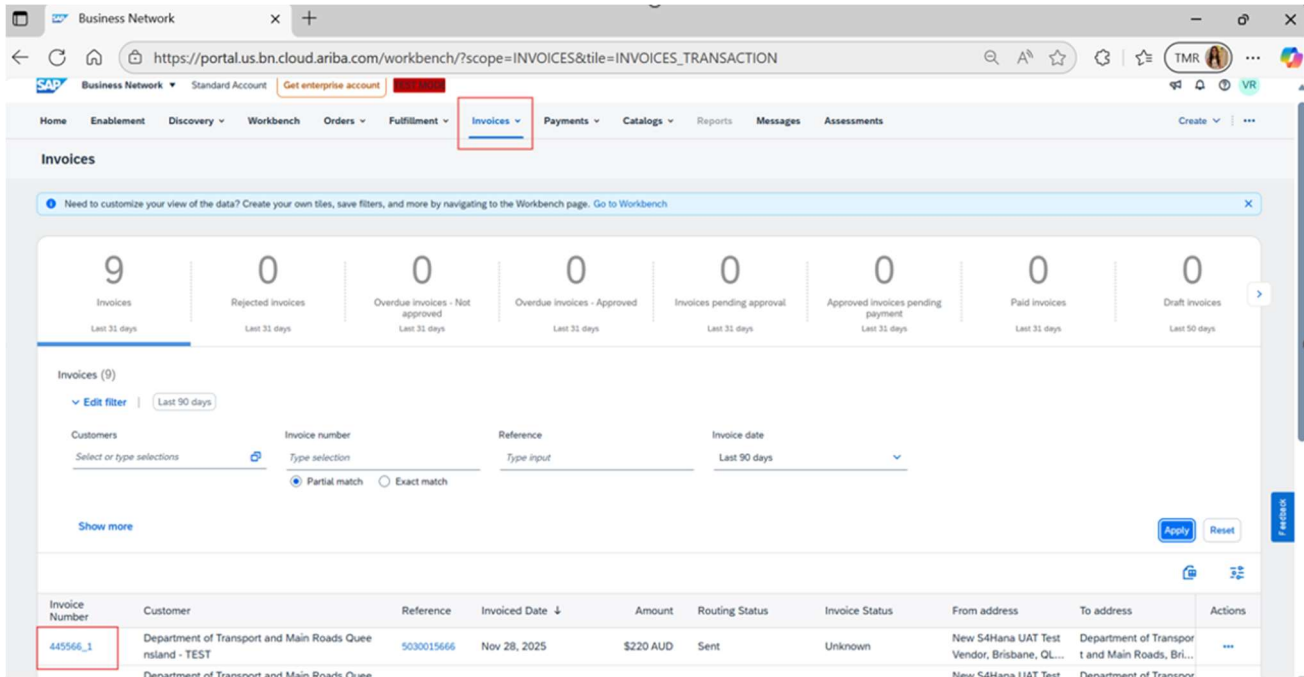 Business Network
https://portal.us.bn.cloud.ariba.com/workbench/?scope=INVOICES&tile=INVOICES_TRANSACTION
TMR
SAP Business Network Standard Account Get enterprise account TEST MODE VR
Home Enablement Discovery Workbench Orders Fulfillment Invoices Payments Catalogs Reports Messages Assessments Create
Invoices
Need to customize your view of the data? Create your own tiles, save filters, and more by navigating to the Workbench page. Go to Workbench
9 0 0 0 0 0 0 0
Invoices Rejected invoices Overdue invoices - Not approved Overdue invoices - Approved Invoices pending approval Approved invoices pending payment Paid invoices Draft invoices
Last 31 days Last 31 days Last 31 days Last 31 days Last 31 days Last 31 days Last 31 days Last 50 days
Invoices (9)
Edit filter Last 90 days
Customers Invoice number Reference Invoice date
Select or type selections Type selection Type input Last 90 days
Partial match Exact match
Show more Apply Reset
Feedback
Invoice Number Customer Reference Invoiced Date Amount Routing Status Invoice Status From address To address Actions
445566_1 Department of Transport and Main Roads Quee 5030015666 Nov 28, 2025 $220 AUD Sent Unknown New S4Hana UAT Test Department of Transpor
nsland - TEST Vendor, Brisbane, QL... t and Main Roads, Bri...
Department of Transport and Main Roads Quee New S4Hana UAT Test Department of Transpor